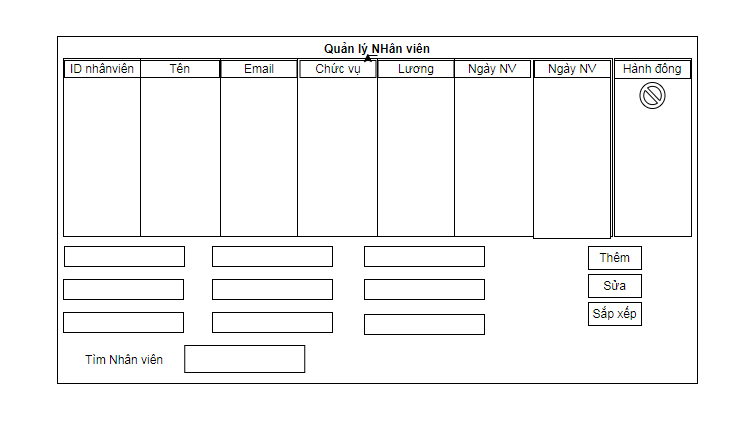 Quản lý NHân viên
ID nhânviên Tên Email Chức vụ Lương Ngày NV Ngày NV Hành đông
Thêm
Sửa
Sắp xếp
Tìm Nhân viên